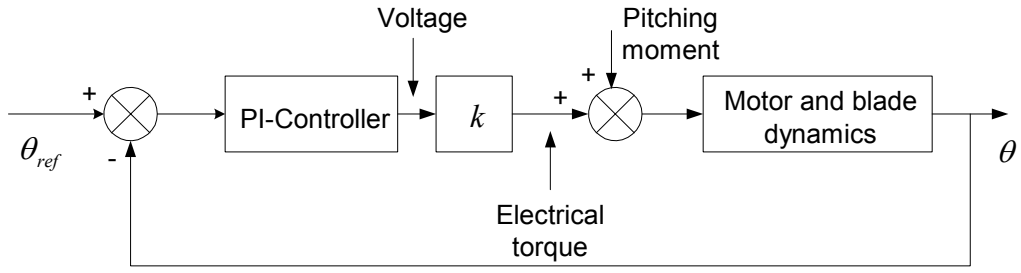 Voltage
Pitching
moment
+
+
+
PI-Controller
k
Motor and blade
dynamics
θref
-
θ
Electrical
torque